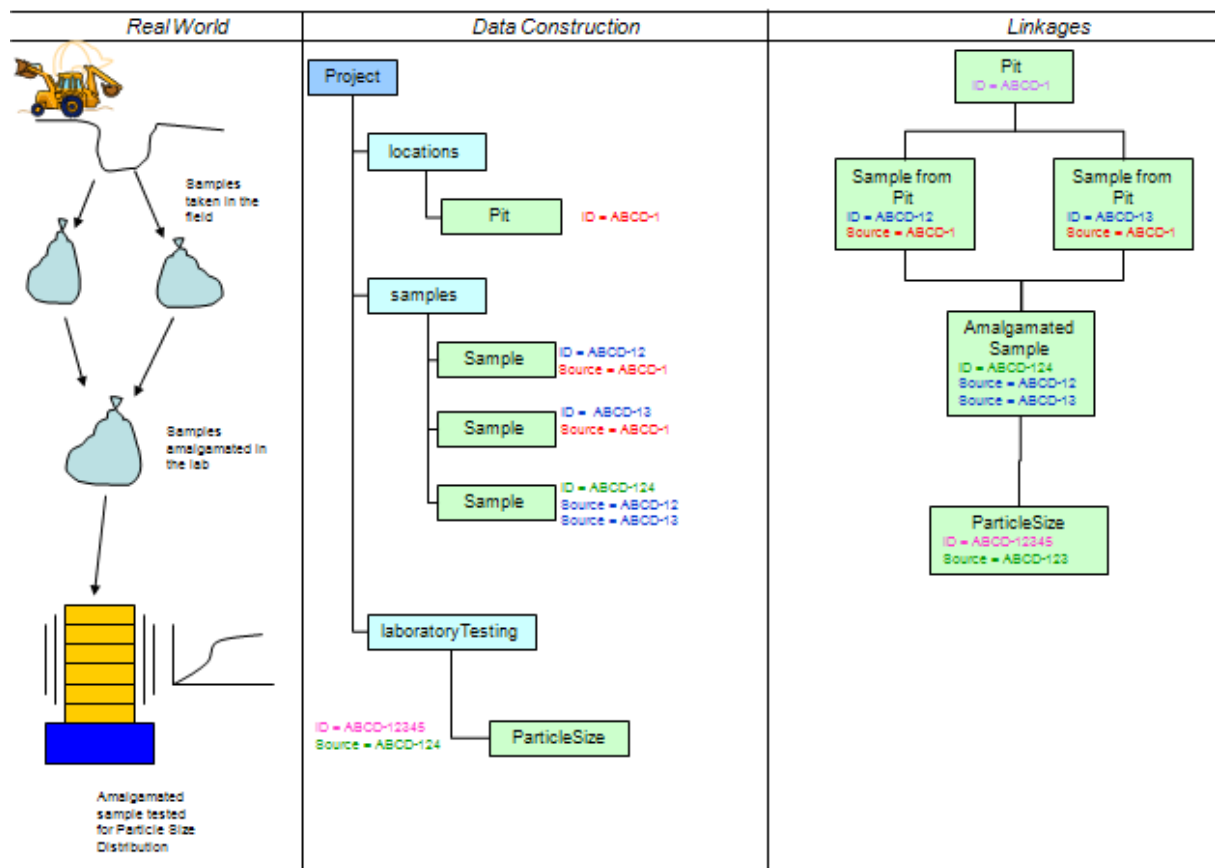 Real World
Data Construction
Linkages
Samples
taken in the
field
Samples
amalgamated in
the lab
Amalgamated
sample tested
for Particle Size
Distribution
Project
locations
Pit
ID = ABCD-1
samples
Sample
ID = ABCD-12
Source = ABCD-1
Sample
ID = ABCD-13
Source = ABCD-1
Sample
ID = ABCD-124
Source = ABCD-12
Source = ABCD-13
laboratoryTesting
ID = ABCD-12345
Source = ABCD-124
ParticleSize
Pit
ID = ABCD-1
Sample from
Pit
ID = ABCD-12
Source = ABCD-1
Sample from
Pit
ID = ABCD-13
Source = ABCD-1
Amalgamated
Sample
ID = ABCD-124
Source = ABCD-12
Source = ABCD-13
ParticleSize
ID = ABCD-12345
Source = ABCD-123